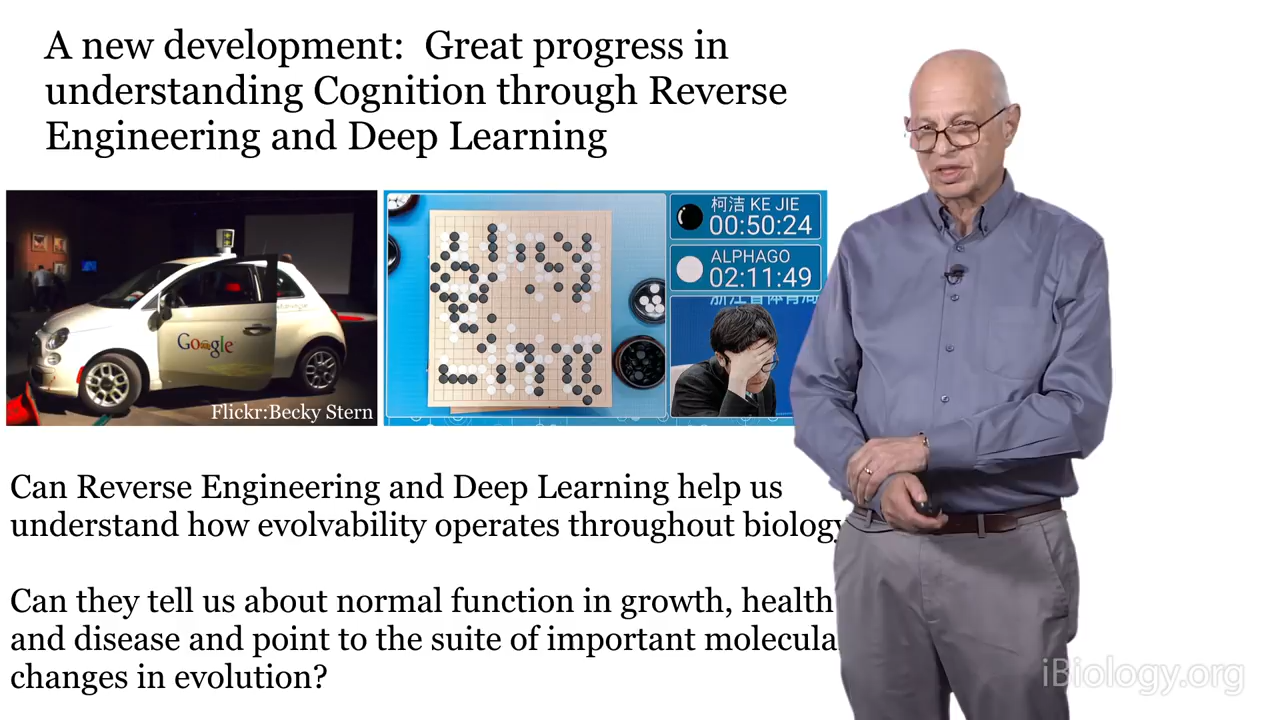 A new development: Great progress in
understanding Cognition through Reverse
Engineering and Deep Learning
Google
Flickr:Becky Stern
柯洁 KE JIE
00:50:24
ALPHAGO
02:11:49
Can Reverse Engineering and Deep Learning help us
understand how evolvability operates throughout biology
Can they tell us about normal function in growth, health
and disease and point to the suite of important molecula
changes in evolution?
iBiology.org